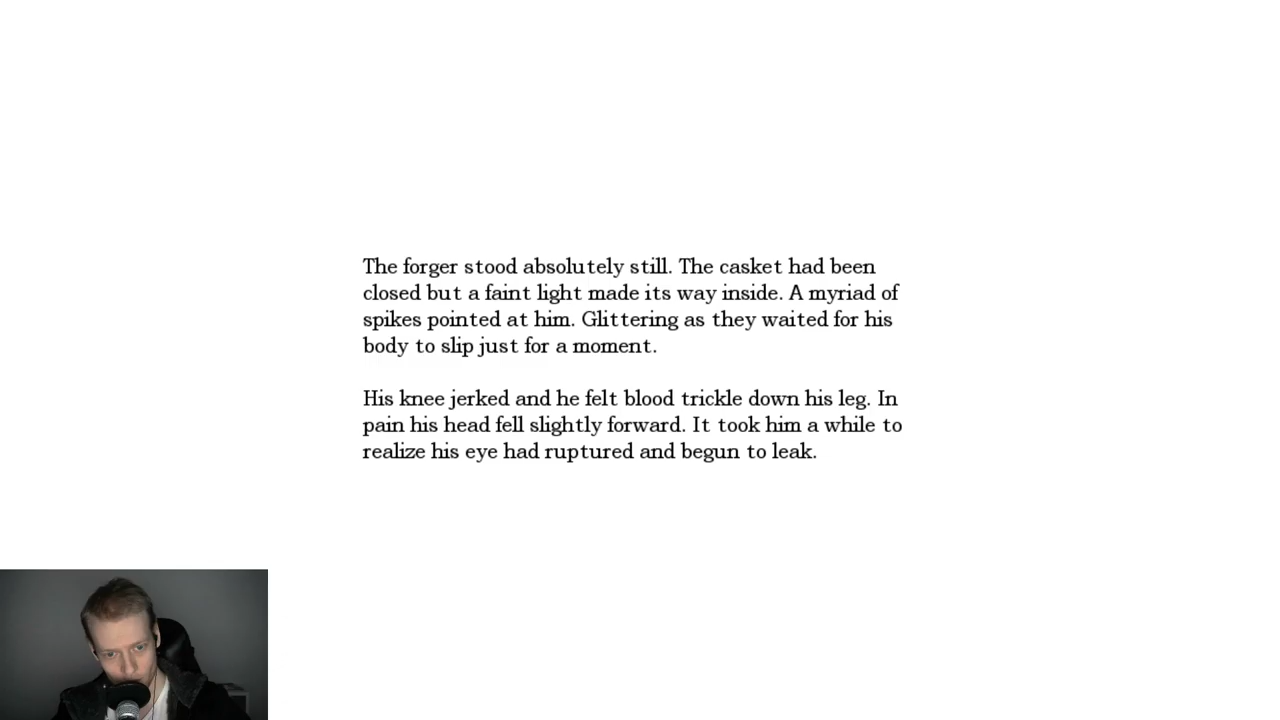 The forger stood absolutely still. The casket had been
closed but a faint light made its way inside. A myriad of
spikes pointed at him. Glittering as they waited for his
body to slip just for a moment.
His knee jerked and he felt blood trickle down his leg. In
pain his head fell slightly forward. It took him a while to
realize his eye had ruptured and begun to leak.